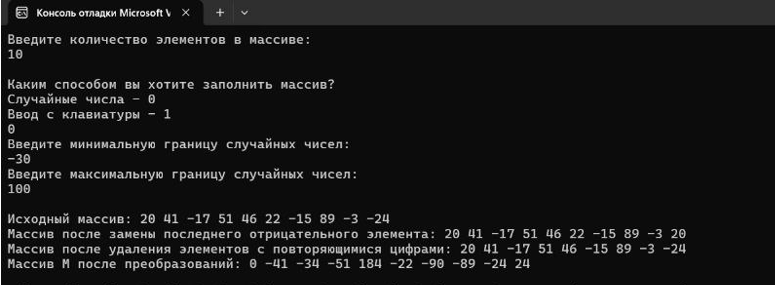 Консоль отладки Microsoft V
Введите количество элементов в массиве:
10
Каким способом вы хотите заполнить массив?
Случайные числа - 0
Ввод с клавиатуры - 1
0
Введите минимальную границу случайных чисел:
-30
Введите максимальную границу случайных чисел:
100
Исходный массив: 20 41 -17 51 46 22 -15 89 -3 -24
Массив после замены последнего отрицательного элемента: 20 41 -17 51 46 22 -15 89 -3 20
Массив после удаления элементов с повторяющимися цифрами: 20 41 -17 51 46 -15 89 -3 -24
Массив М после преобразований: 0 -41 -34 -51 184 -22 -90 -89 -24 24